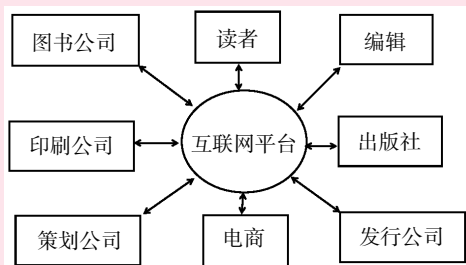 图书公司
读者
编辑
印刷公司
互联网平台
出版社
策划公司
电商
发行公司